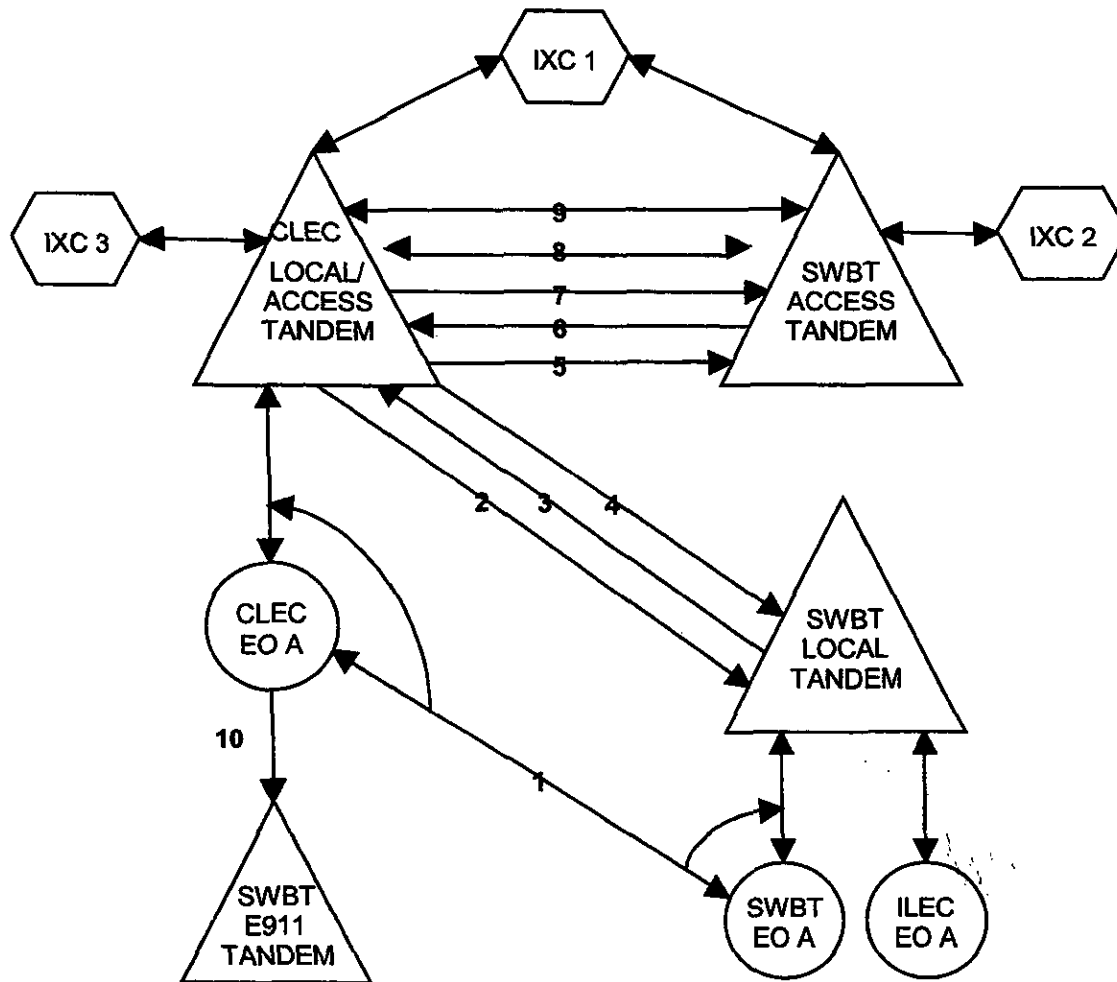 IXC 1
IXC 3
CLEC
LOCAL/
ACCESS
TANDEM
9
8
7
6
5
SWBT
ACCESS
TANDEM
IXC 2
2
3
4
CLEC
EO A
SWBT
LOCAL
TANDEM
10
1
SWBT
E911
TANDEM
SWBT
EO A
ILEC
EO A